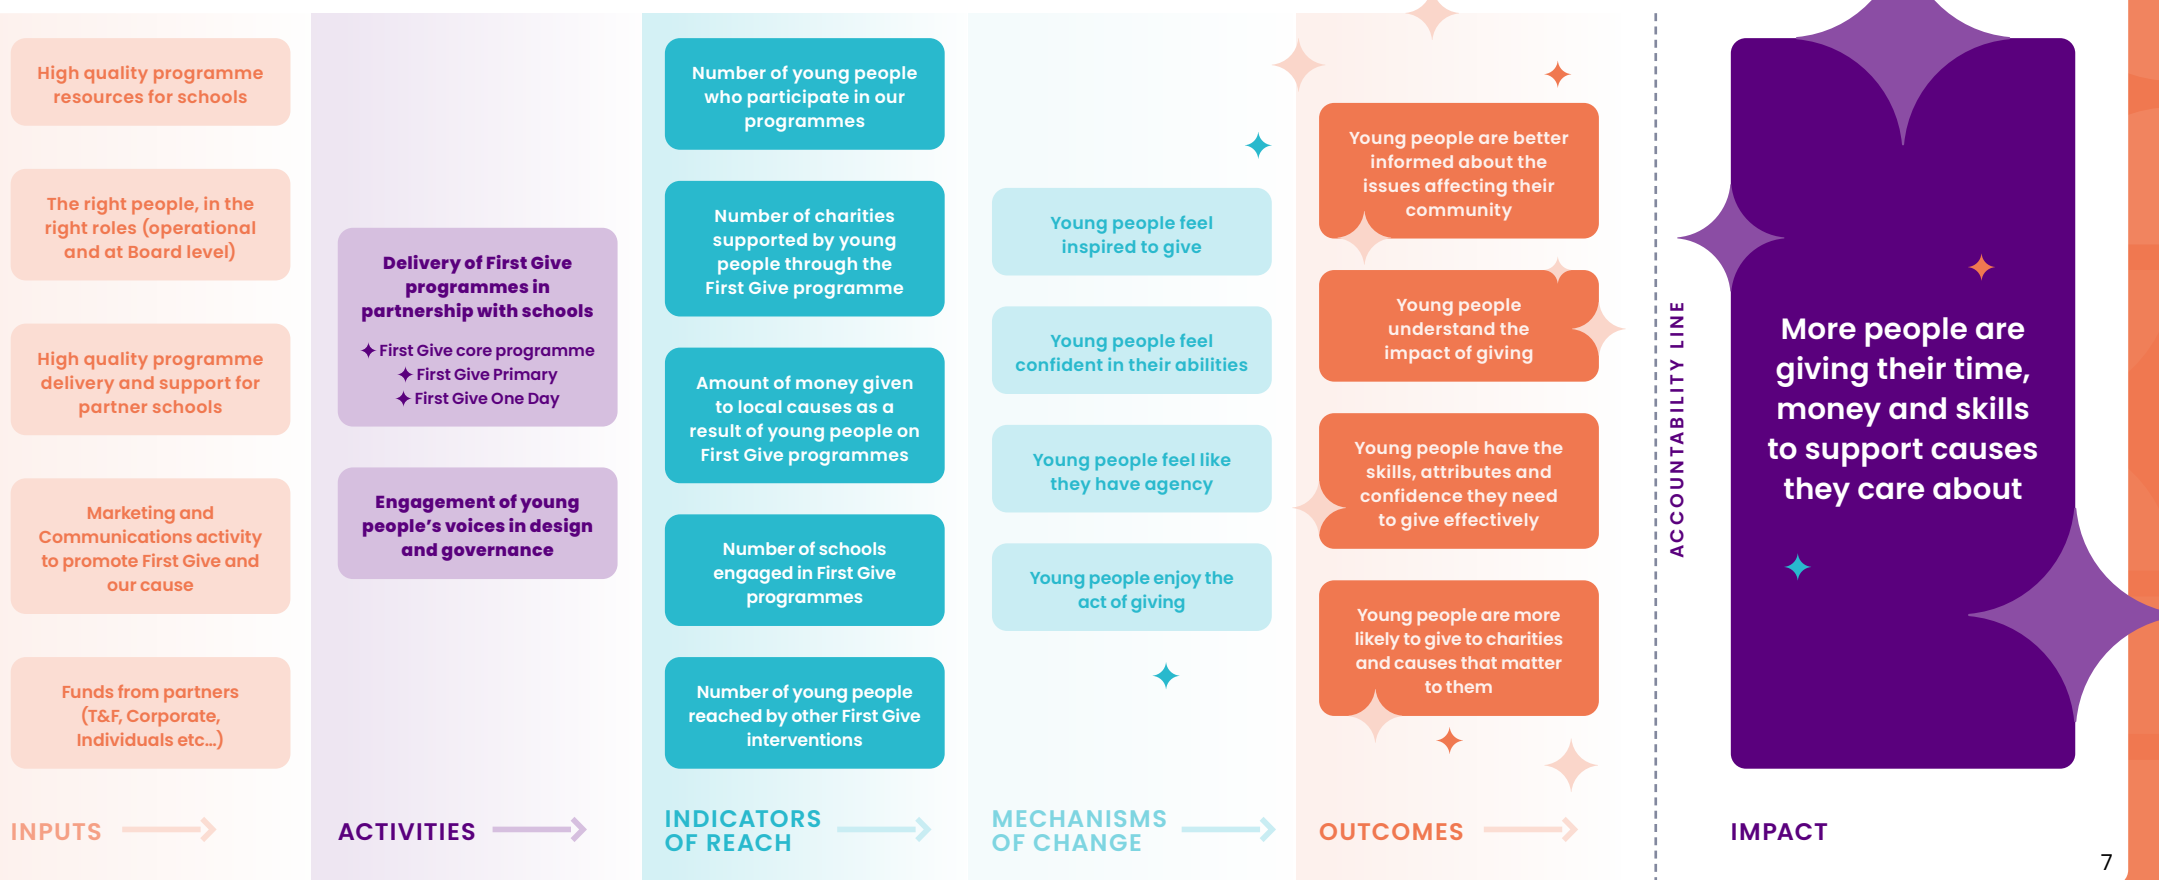 High quality programme
resources for schools
The right people, in the
right roles (operational
and at Board level)
High quality programme
delivery and support for
partner schools
Marketing and
Communications activity
to promote First Give and
our cause
Funds from partners
(T&F, Corporate,
Individuals etc...)
INPUTS
Delivery of First Give
programmes in
partnership with schools
First Give core programme
First Give Primary
First Give One Day
Engagement of young
people's voices in design
and governance
ACTIVITIES
Number of young people
who participate in our
programmes
Number of charities
supported by young
people through the
First Give programme
Amount of money given
to local causes as a
result of young people on
First Give programmes
Number of schools
engaged in First Give
programmes
Number of young people
reached by other First Give
interventions
INDICATORS
OF REACH
Young people feel
inspired to give
Young people feel
confident in their abilities
Young people feel like
they have agency
Young people enjoy the
act of giving
MECHANISMS
OF CHANGE
Young people are better
informed about the
issues affecting their
community
Young people
understand the
impact of giving
Young people have the
skills, attributes and
confidence they need
to give effectively
Young people are more
likely to give to charities
and causes that matter
to them
OUTCOMES
ACCOUNTABILITY LINE
More people are
giving their time,
money and skills
to support causes
they care about
IMPACT
7